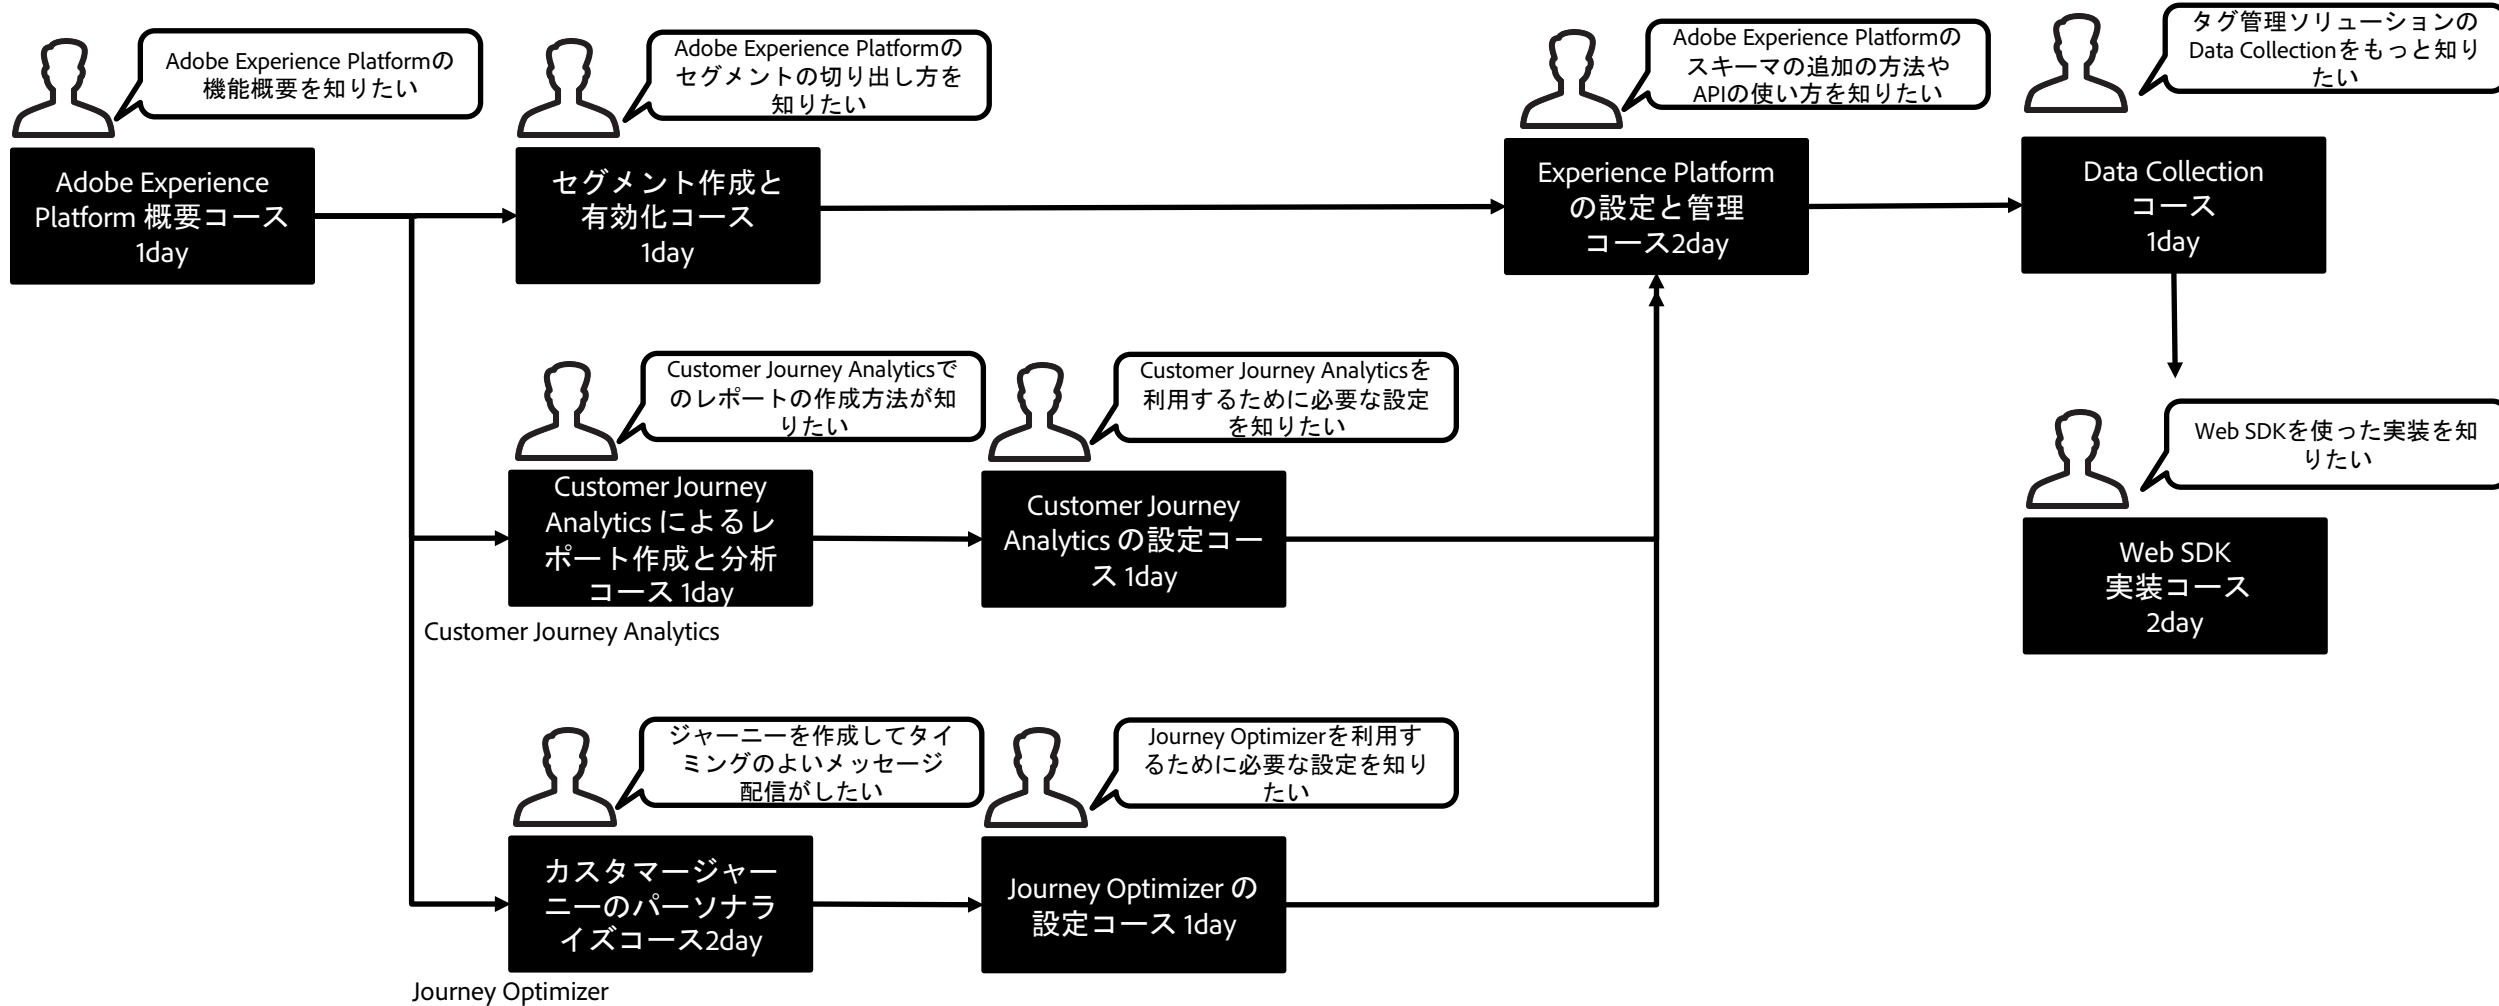 Adobe Experience Platformの
機能概要を知りたい
Adobe Experience
Platform 概要コース
1day
Adobe Experience Platformの
セグメントの切り出し方を
知りたい
セグメント作成と
有効化コース
1day
Adobe Experience Platformの
スキーマの追加の方法や
APIの使い方を知りたい
Experience Platform
の設定と管理
コース2day
タグ管理ソリューションの
Data Collectionをもっと知り
たい
Data Collection
コース
1day
Customer Journey Analyticsで
のレポートの作成方法が知
りたい
Customer Journey
Analytics によるレ
ポート作成と分析
コース 1day
Customer Journey Analyticsを
利用するために必要な設定
を知りたい
Customer Journey
Analytics の設定コー
ス 1day
Web SDKを使った実装を知
りたい
Web SDK
実装コース
2day
Customer Journey Analytics
ジャーニーを作成してタイ
ミングのよいメッセージ
配信がしたい
カスタマージャー
ニーのパーソナラ
イズコース2day
Journey Optimizerを利用す
るために必要な設定を知り
たい
Journey Optimizer の
設定コース 1day
Journey Optimizer